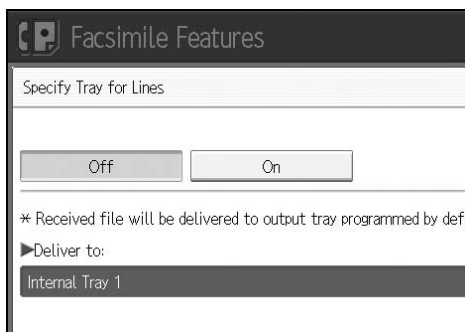 Facsimile Features
Specify Tray for Lines
Off On
* Received file will be delivered to output tray programmed by def
▶Deliver to:
Internal Tray 1